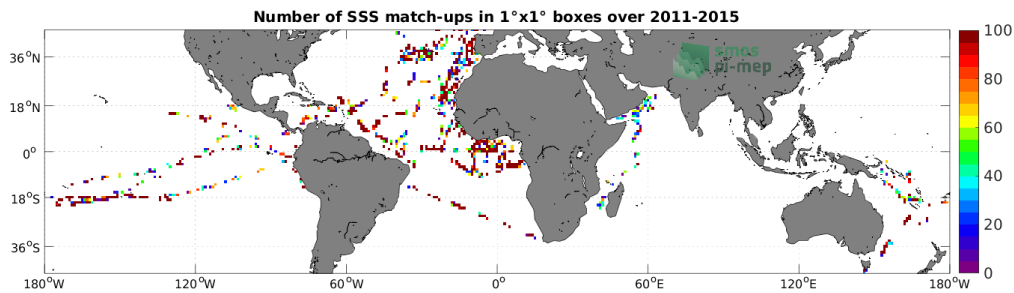 Number of SSS match-ups in 1°x1° boxes over 2011-2015
smos
pi-mep
36°N
18°N
0°
18°S
36°S
180°W
120°W
60°W
0°
60°E
120°E
180°W
100
80
60
40
20
0